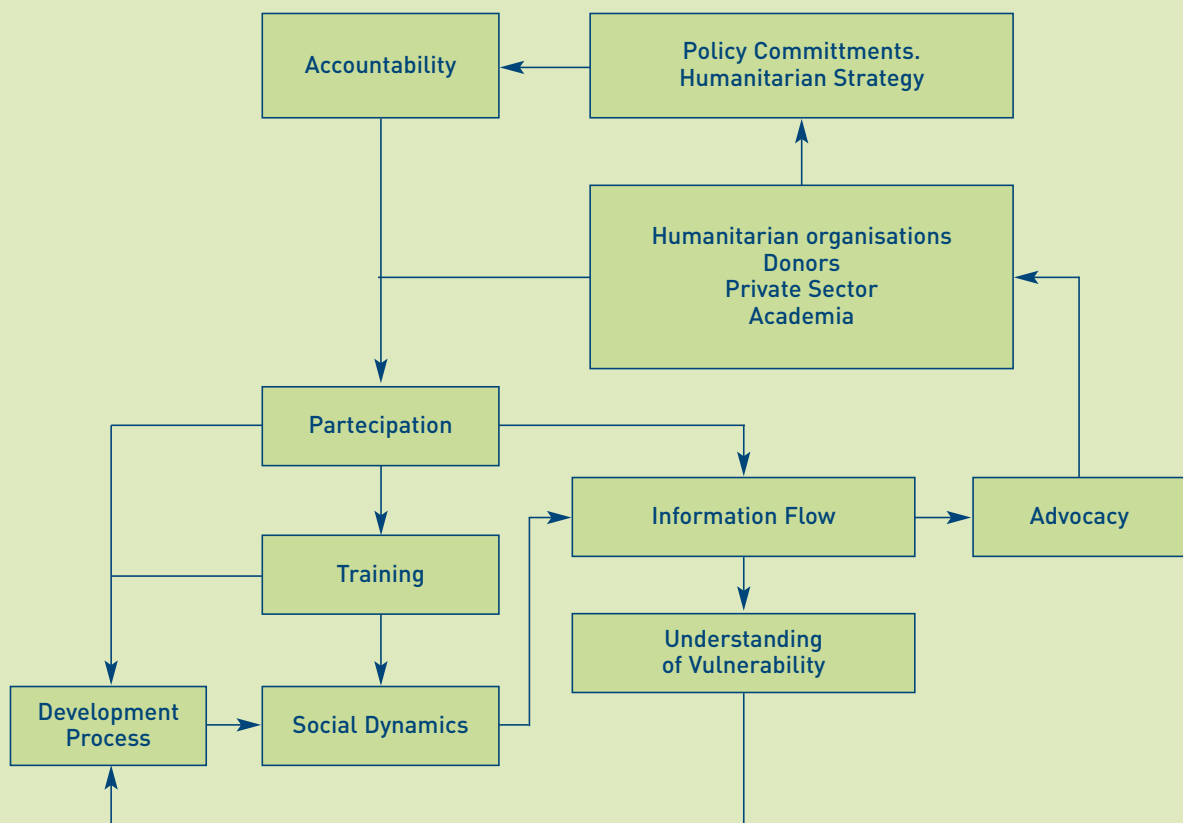 Accountability
Policy Committments.
Humanitarian Strategy
Humanitarian organisations
Donors
Private Sector
Academia
Partecipation
Information Flow
Advocacy
Training
Understanding
of Vulnerability
Development
Process
Social Dynamics